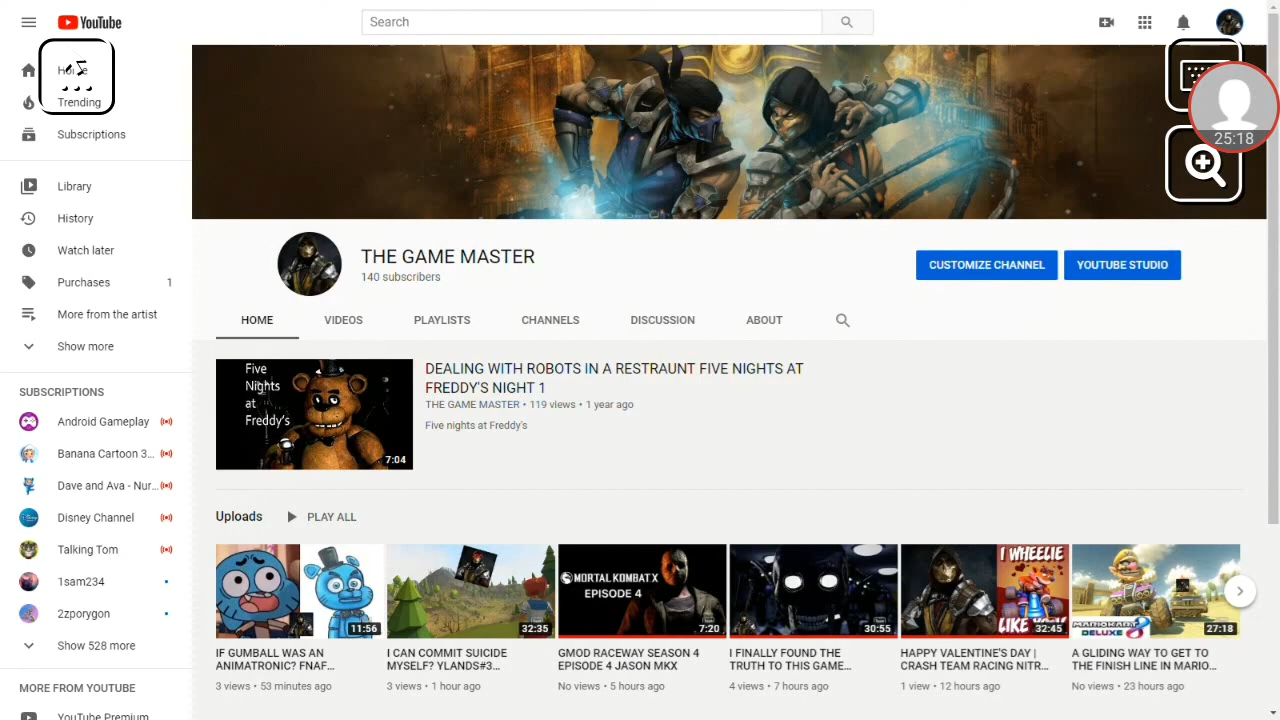 YouTube
Search
Home
Trending
Subscriptions
Library
History
Watch later
Purchases 1
More from the artist
Show more
SUBSCRIPTIONS
Android Gameplay
Banana Cartoon 3...
Dave and Ava - Nur...
Disney Channel
Talking Tom
1sam234
2zporygon
Show 528 more
MORE FROM YOUTUBE
YouTube Premium
25:18
THE GAME MASTER
140 subscribers
CUSTOMIZE CHANNEL
YOUTUBE STUDIO
HOME
VIDEOS
PLAYLISTS
CHANNELS
DISCUSSION
ABOUT
Five
Nights
at
Freddy's
7:04
DEALING WITH ROBOTS IN A RESTRAUNT FIVE NIGHTS AT
FREDDY'S NIGHT 1
THE GAME MASTER • 119 views • 1 year ago
Five nights at Freddy's
Uploads
PLAY ALL
11:56
IF GUMBALL WAS AN
ANIMATRONIC? FNAF...
3 views • 53 minutes ago
32:35
I CAN COMMIT SUICIDE
MYSELF? YLANDS#3...
3 views • 1 hour ago
MORTAL KOMBAT X
EPISODE 4
7:20
GMOD RACEWAY SEASON 4
EPISODE 4 JASON MKX
No views • 5 hours ago
30:55
I FINALLY FOUND THE
TRUTH TO THIS GAME...
4 views • 7 hours ago
I WHEELIE
LIKE YOU
32:45
HAPPY VALENTINE'S DAY |
CRASH TEAM RACING NITR...
1 view • 12 hours ago
MARIOKART
DELUXE 8
27:18
A GLIDING WAY TO GET TO
THE FINISH LINE IN MARIO...
No views • 23 hours ago